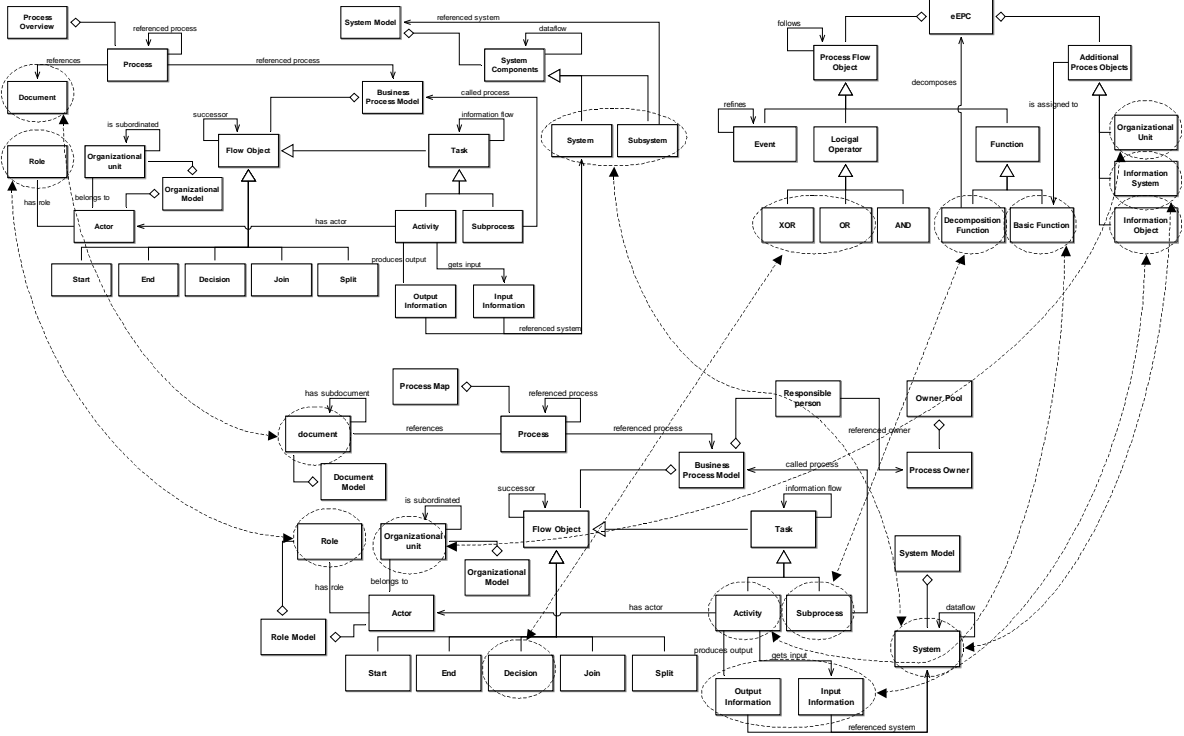 Process
Overview
referenced process
Process
references
referenced process
Document
Role
is subordinated
Organizational
unit
Organizational
Model
belongs to
has role
Actor
System Model
referenced system
dataflow
System
Components
Business
Process Model
called process
successor
Flow Object
information flow
Task
System
Subsystem
has actor
Activity
Subprocess
Start
End
Decision
Join
Split
produces output
gets input
Output
Information
Input
Information
referenced system
eEPC
follows
Process Flow
Object
Additional
Proces Objects
decomposes
is assigned to
refines
Event
Locigal
Operator
Function
Organizational
Unit
Information
System
Information
Object
XOR
OR
AND
Decomposition
Function
Basic Function
Process Map
has subdocument
document
references
referenced process
Process
referenced process
Document
Model
Responsible
person
Owner Pool
referenced owner
Business
Process Model
called process
Process Owner
successor
Flow Object
information flow
Task
is subordinated
Role
Organizational
unit
Organizational
Model
belongs to
has role
Actor
Role Model
has actor
Activity
Subprocess
System Model
dataflow
System
Start
End
Decision
Join
Split
produces output
gets input
Output
Information
Input
Information
referenced system